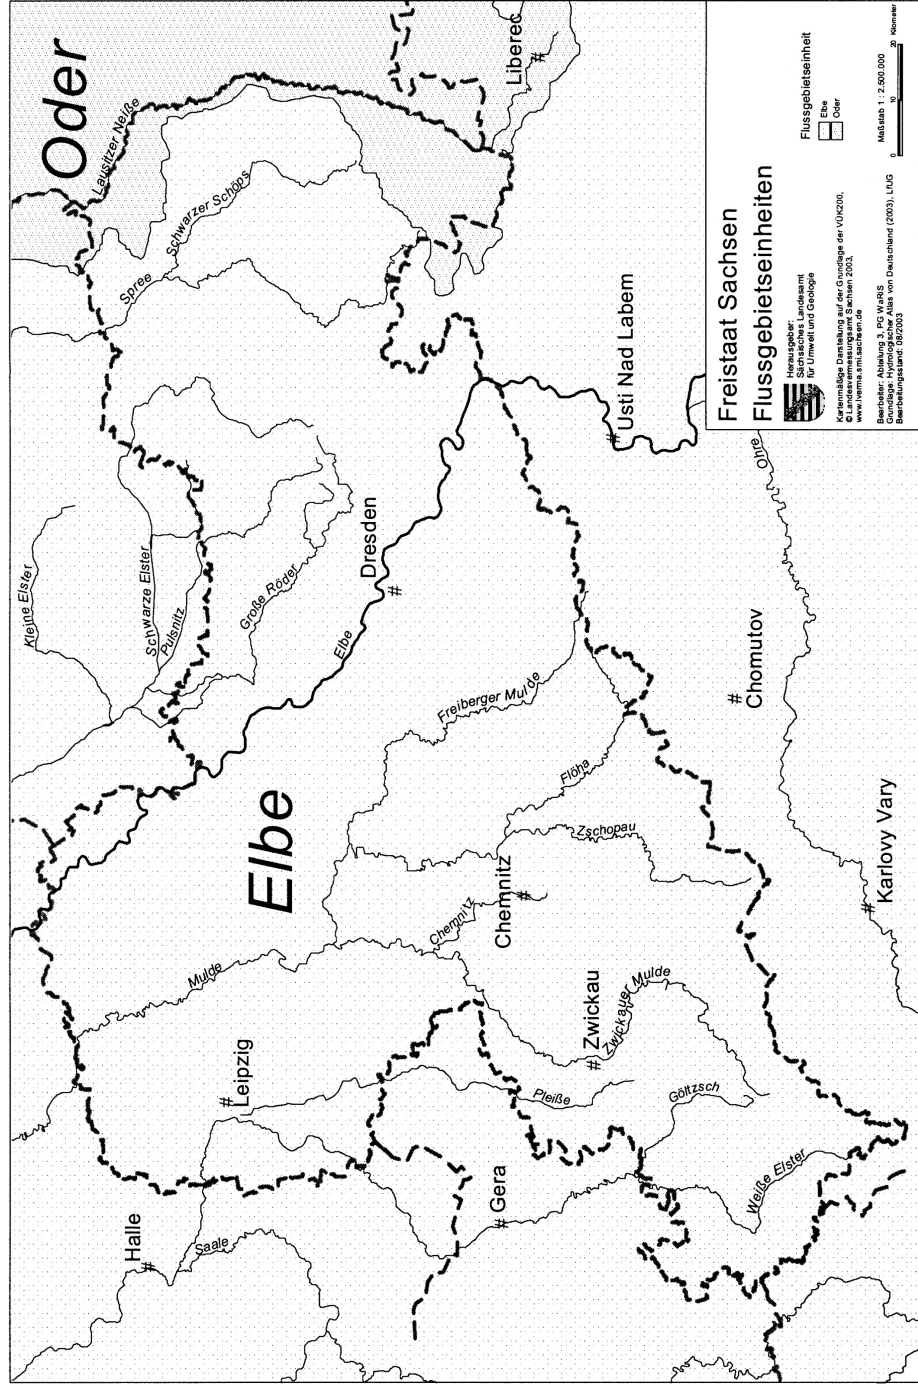 Oder
Lausitzer Neiße
Schwarzer Schöps
Spree
Liberec
Kleine Elster
Schwarze Elster
Pulsnitz
Große Röder
Elbe
Dresden
Usti Nad Labem
Elbe
Freiberger Mulde
Flöha
Zschopau
Chemnitz
Chemnitz
Chomutov
Ohre
Karlovy Vary
Mulde
Leipzig
Zwickau
Zwickauer Mulde
Pleiße
Göltzsch
Weiße Elster
Gera
Halle
Saale
Freistaat Sachsen
Flussgebietseinheiten
Herausgeber:
Sächsisches Landesamt
für Umwelt und Geologie
Kartenmäßige Darstellung auf der Grundlage der VÜK200,
© Landesvermessungsamt Sachsen 2003,
www.lverma.smi.sachsen.de
Bearbeiter: Abteilung 3, PG WaRiS
Grundlage: Hydrologischer Atlas von Deutschland (2003), LfUG
Bearbeitungsstand: 08/2003
Flussgebietseinheit
Elbe
Oder
Maßstab 1 : 2.500.000
0 10 20 Kilometer